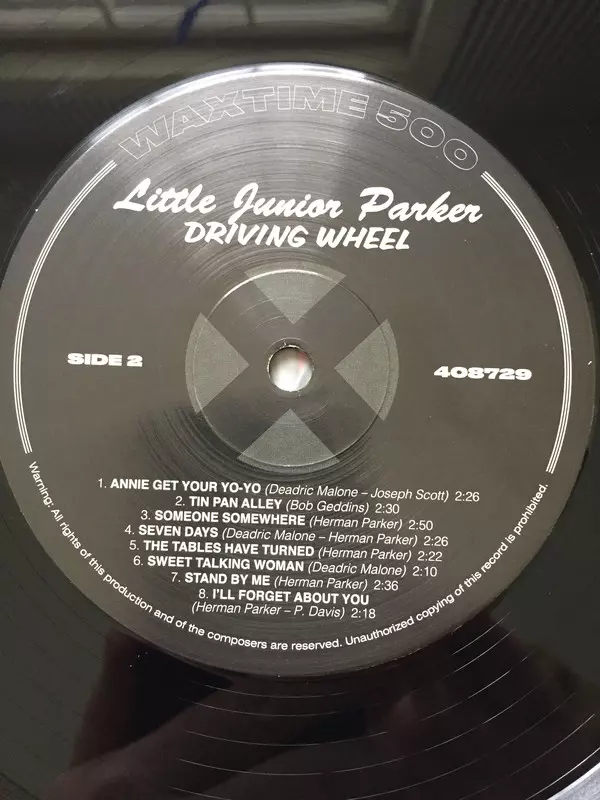 WAXTIME 500
Little Junior Parker
DRIVING WHEEL
SIDE 2
408729
1. ANNIE GET YOUR YO-YO (Deadric Malone – Joseph Scott) 2:26
2. TIN PAN ALLEY (Bob Geddins) 2:30
3. SOMEONE SOMEWHERE (Herman Parker) 2:50
4. SEVEN DAYS (Deadric Malone – Herman Parker) 2:26
5. THE TABLES HAVE TURNED (Herman Parker) 2:22
6. SWEET TALKING WOMAN (Deadric Malone) 2:10
7. STAND BY ME (Herman Parker) 2:36
8. I'LL FORGET ABOUT YOU
(Herman Parker – P. Davis) 2:18
Warning: All rights of this production and of the composers are reserved. Unauthorized copying of this record is prohibited.